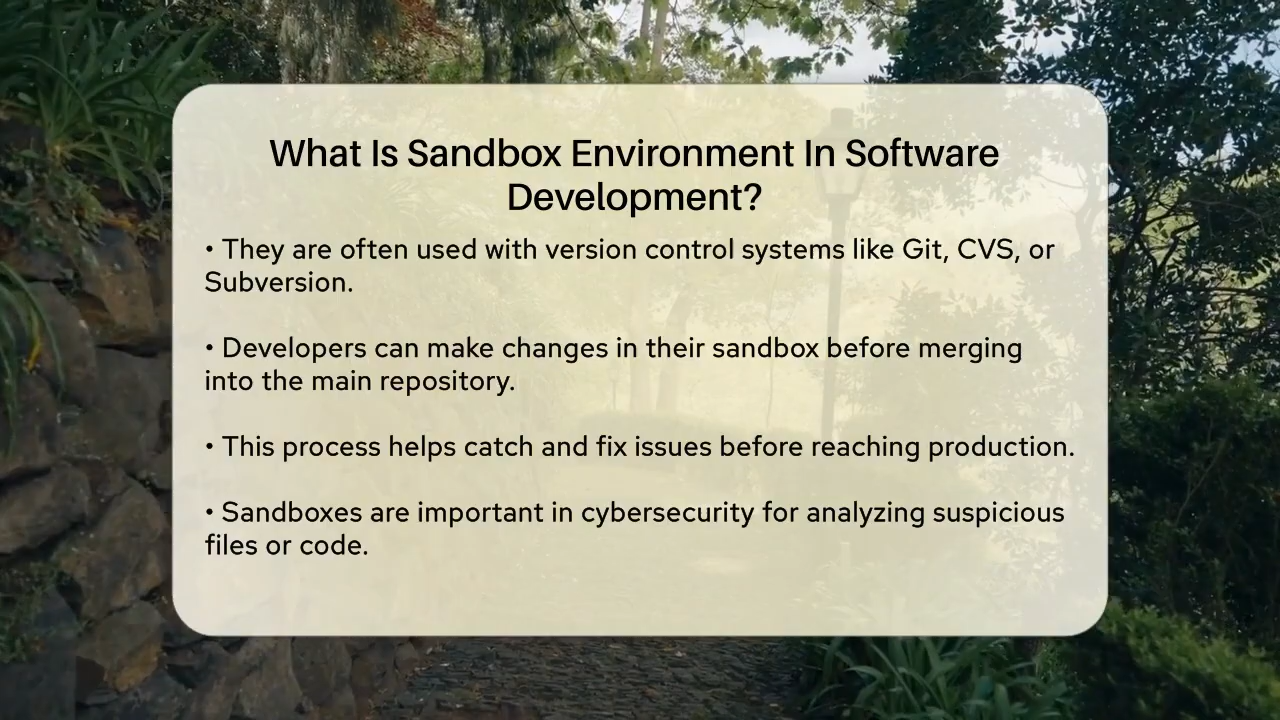 What Is Sandbox Environment In Software
Development?
• They are often used with version control systems like Git, CVS, or
Subversion.
• Developers can make changes in their sandbox before merging
into the main repository.
• This process helps catch and fix issues before reaching production.
• Sandboxes are important in cybersecurity for analyzing suspicious
files or code.